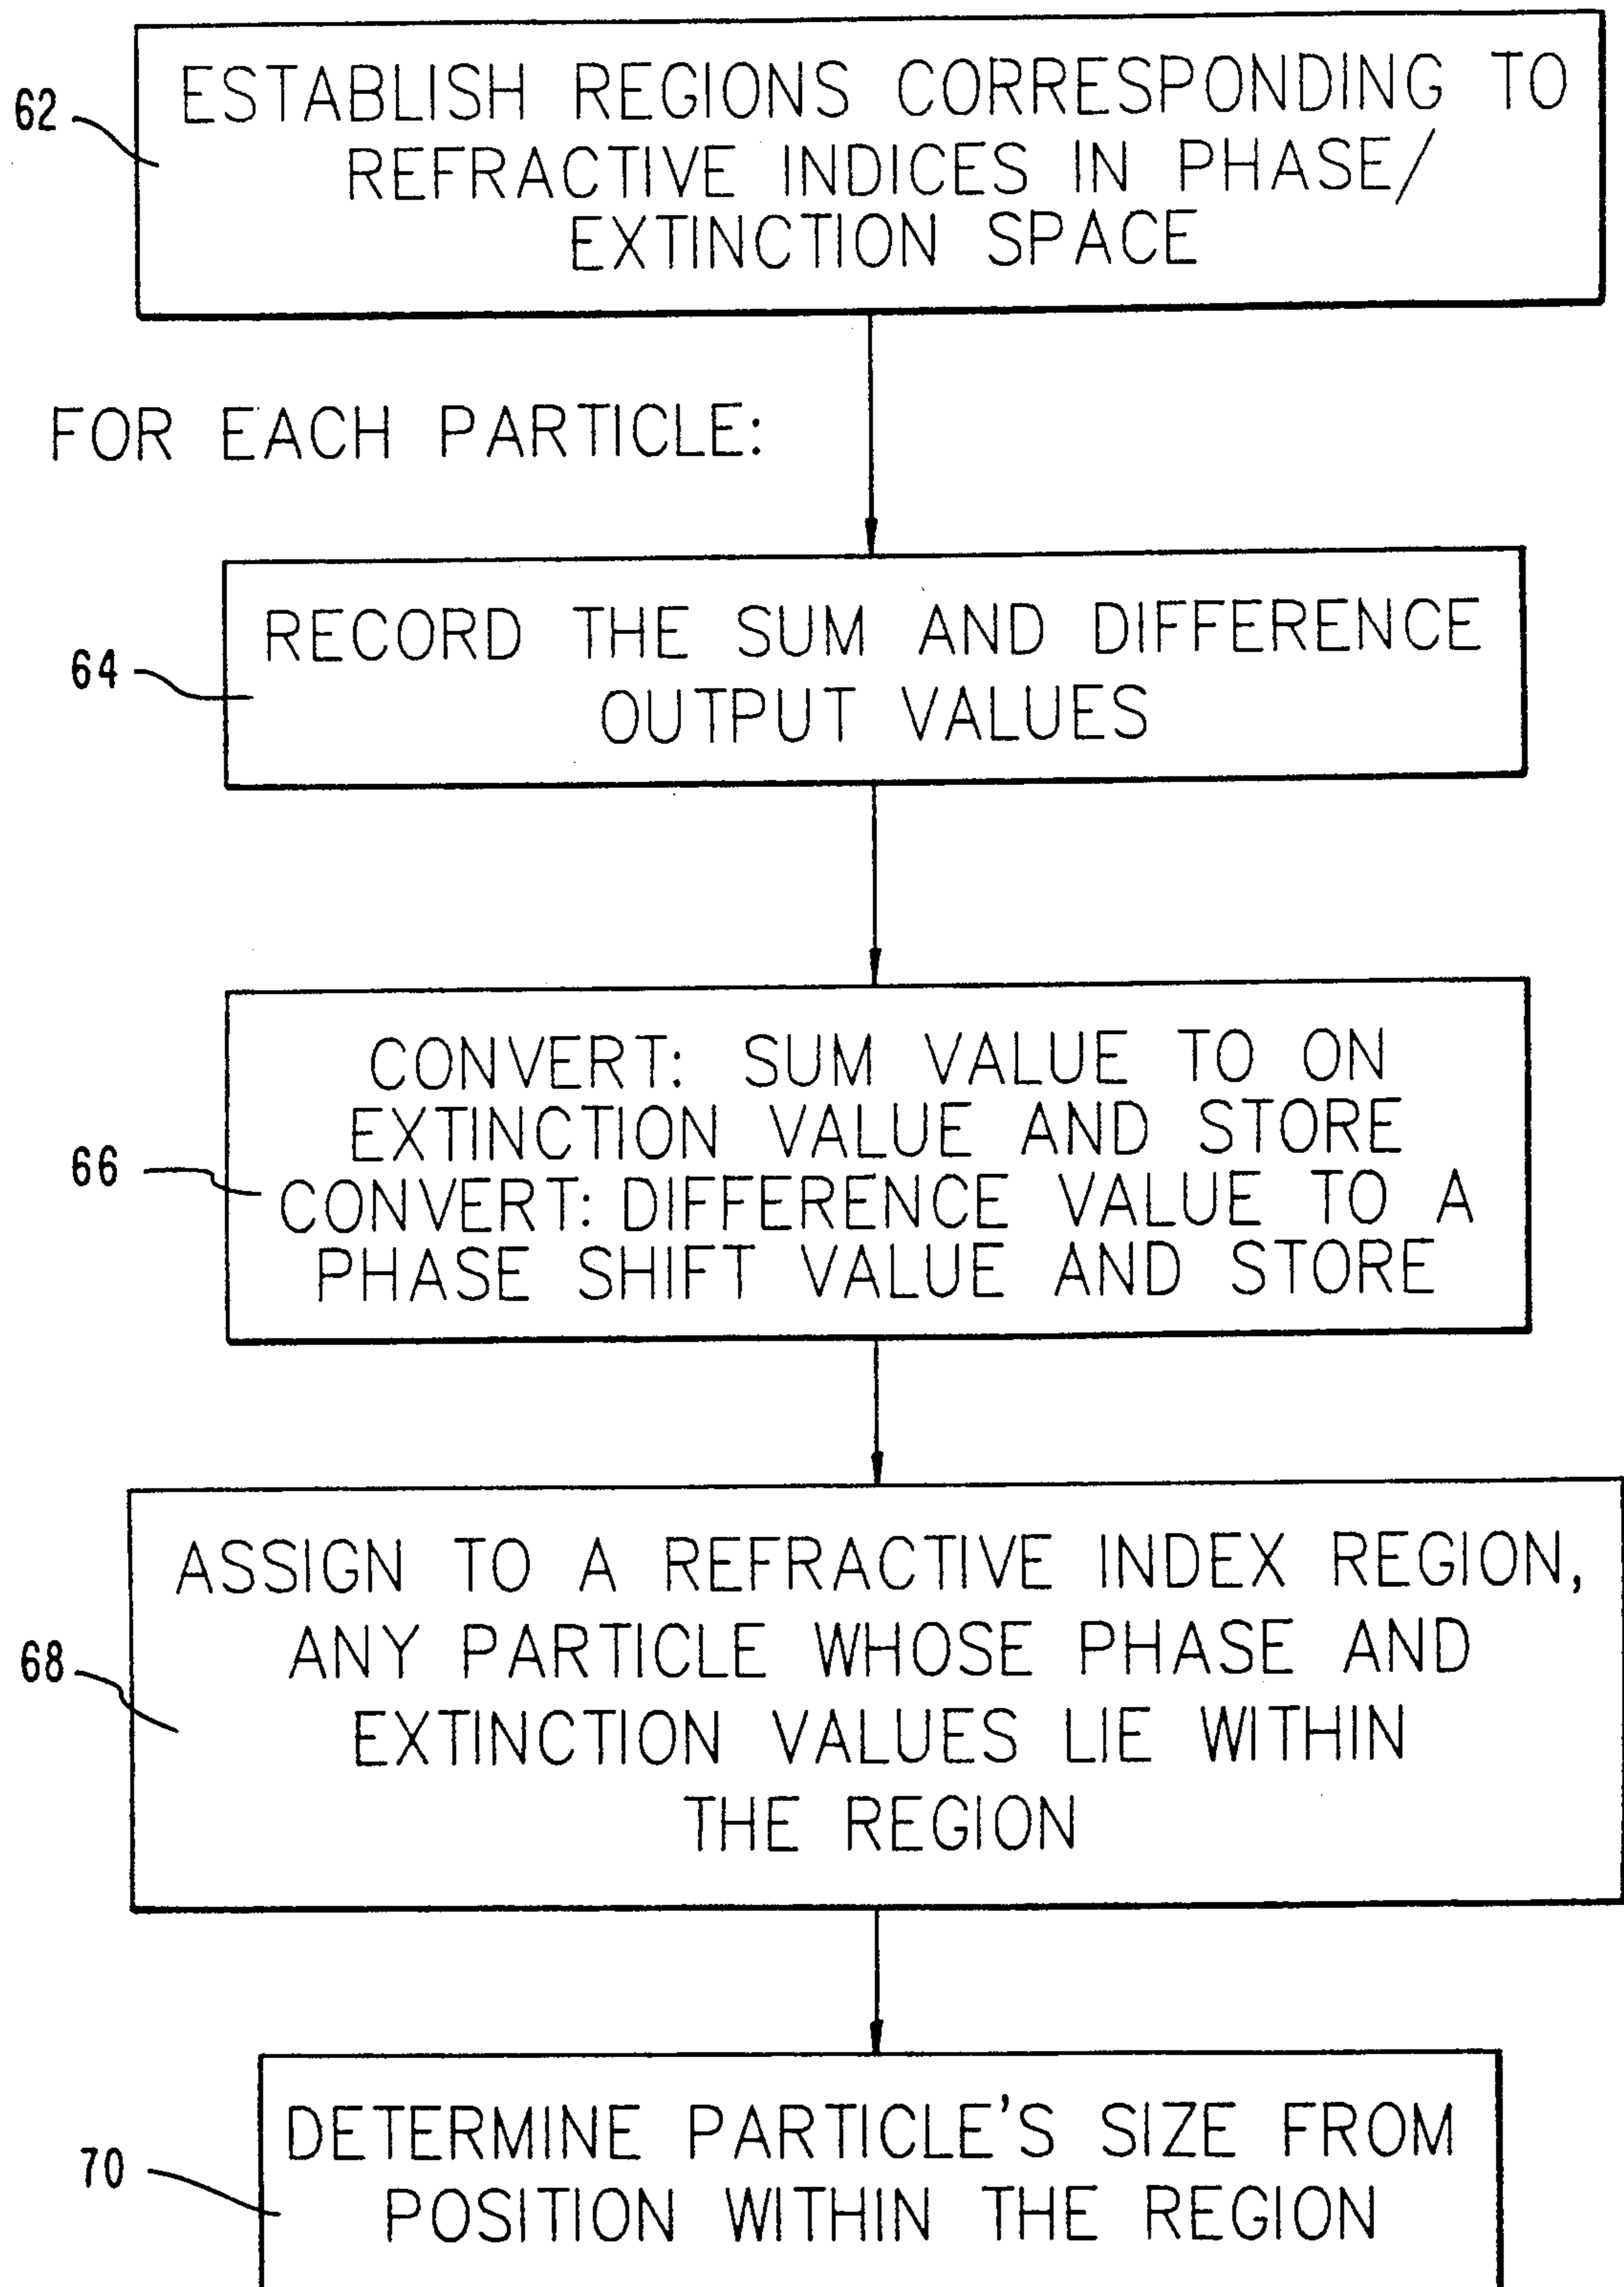 62
ESTABLISH REGIONS CORRESPONDING TO
REFRACTIVE INDICES IN PHASE/
EXTINCTION SPACE
FOR EACH PARTICLE:
64
RECORD THE SUM AND DIFFERENCE
OUTPUT VALUES
66
CONVERT: SUM VALUE TO ON
EXTINCTION VALUE AND STORE
CONVERT: DIFFERENCE VALUE TO A
PHASE SHIFT VALUE AND STORE
68
ASSIGN TO A REFRACTIVE INDEX REGION,
ANY PARTICLE WHOSE PHASE AND
EXTINCTION VALUES LIE WITHIN
THE REGION
70
DETERMINE PARTICLE'S SIZE FROM
POSITION WITHIN THE REGION